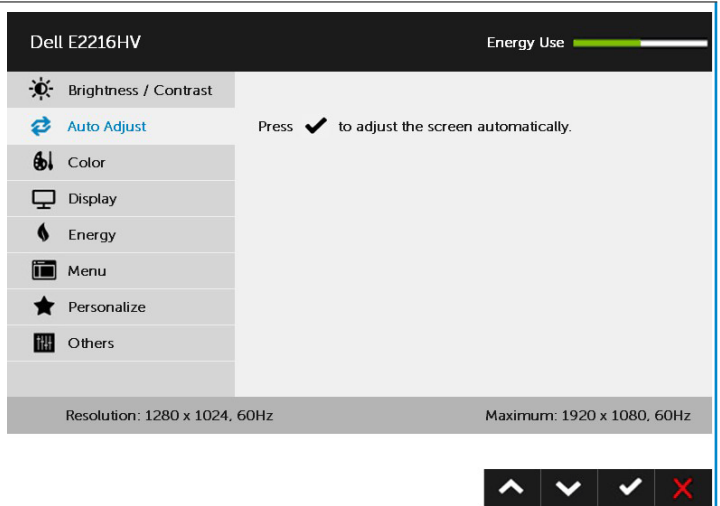 Dell E2216HV
Energy Use
Brightness / Contrast
Auto Adjust
Press ✔ to adjust the screen automatically.
Color
Display
Energy
Menu
Personalize
Others
Resolution: 1280 x 1024, 60Hz
Maximum: 1920 x 1080, 60Hz